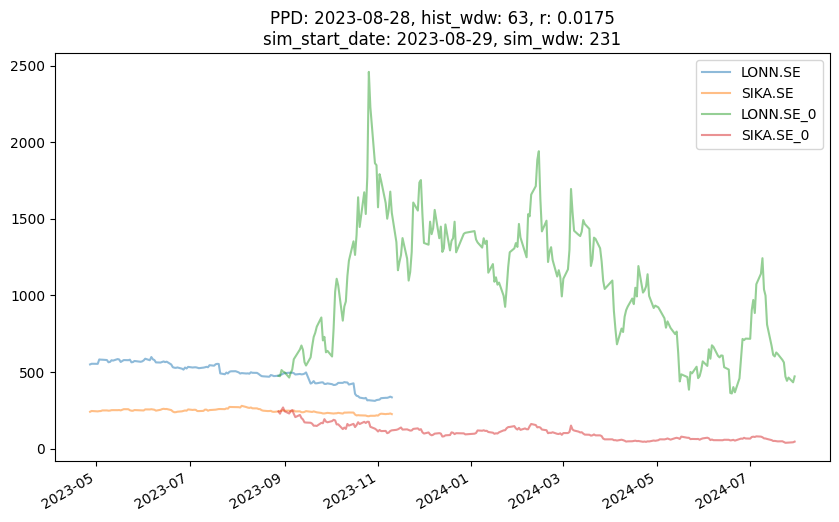 PPD: 2023-08-28, hist_wdw: 63, r: 0.0175
sim_start_date: 2023-08-29, sim_wdw: 231
2500
2000
1500
1000
500
0
LONN.SE
SIKA.SE
LONN.SE_0
SIKA.SE_0
2023-05
2023-07
2023-09
2023-11
2024-01
2024-03
2024-05
2024-07